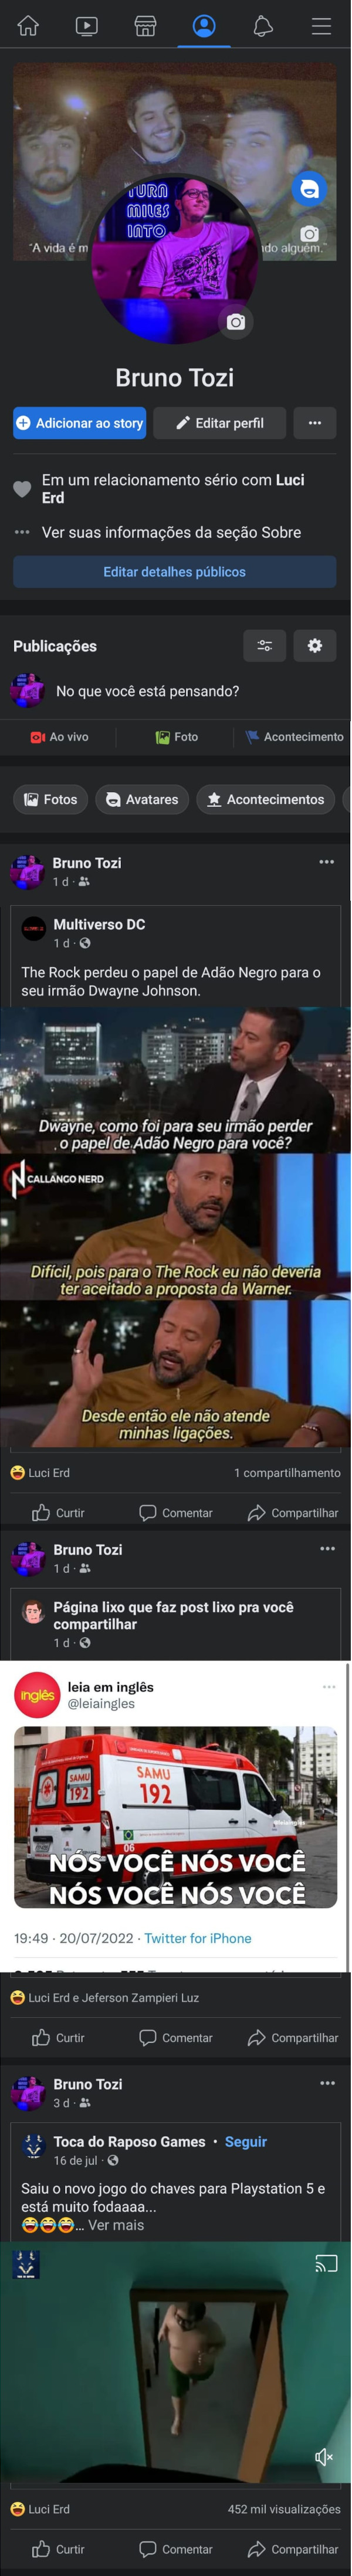 "A vida é m
ndo alguém."
TURN
MILES
INTO
Bruno Tozi
Adicionar ao story
Editar perfil
Em um relacionamento sério com Luci
Erd
Ver suas informações da seção Sobre
Editar detalhes públicos
Publicações
No que você está pensando?
Ao vivo
Foto
Acontecimento
Fotos
Avatares
Acontecimentos
Bruno Tozi
1 d ·
Multiverso DC
1 d ·
The Rock perdeu o papel de Adão Negro para o
seu irmão Dwayne Johnson.
Dwayne, como foi para seu irmão perder
o papel de Adão Negro para você?
CALLANGO NERD
Difícil, pois para o The Rock eu não deveria
ter aceitado a proposta da Warner.
Desde então ele não atende
minhas ligações.
Luci Erd
1 compartilhamento
Curtir
Comentar
Compartilhar
Bruno Tozi
1 d ·
Página lixo que faz post lixo pra você
compartilhar
1 d ·
inglês
leia em inglês
@leiaingles
SAMU
192
SAMU
192
06
NÓS VOCÊ NÓS VOCÊ
NÓS VOCÊ NÓS VOCÊ
19:49 · 20/07/2022 · Twitter for iPhone
Luci Erd e Jeferson Zampieri Luz
Curtir
Comentar
Compartilhar
Bruno Tozi
3 d ·
Toca do Raposo Games • Seguir
16 de jul ·
Saiu o novo jogo do chaves para Playstation 5 e
está muito fodaaaa...
... Ver mais
Luci Erd
452 mil visualizações
Curtir
Comentar
Compartilhar